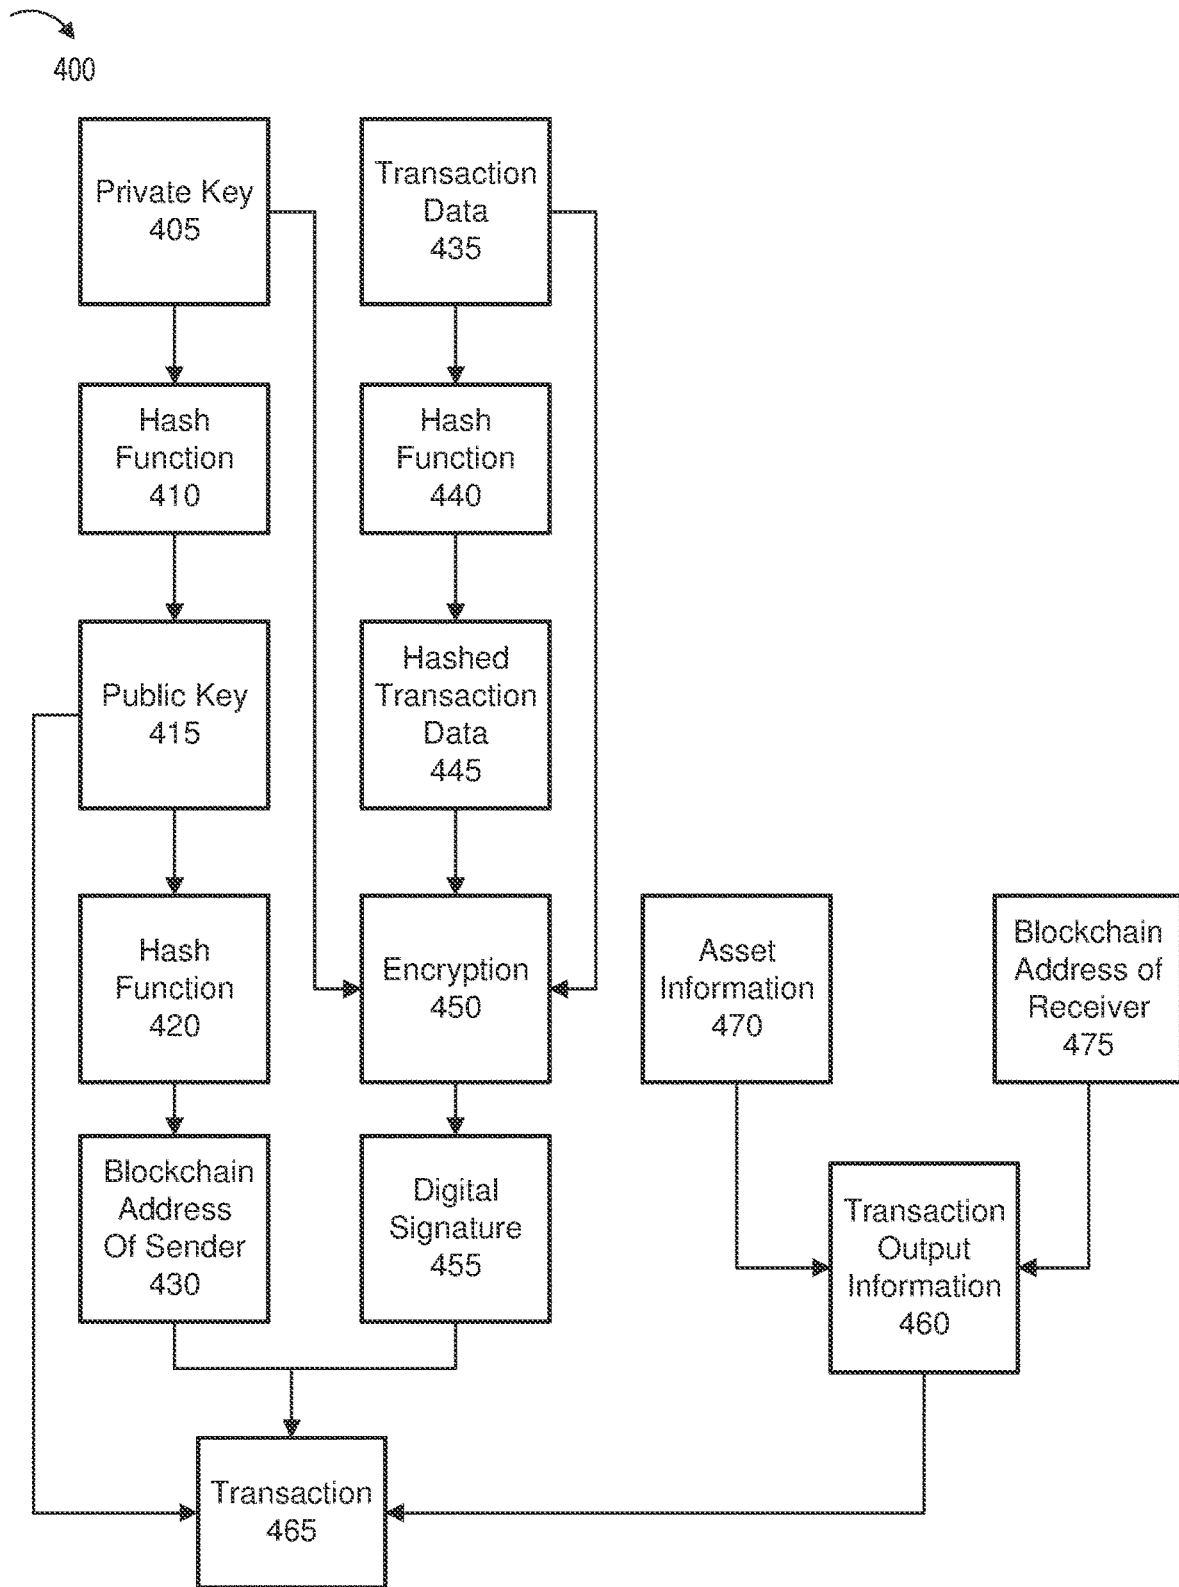 400
Private Key
405
Transaction
Data
435
Hash
Function
410
Hash
Function
440
Public Key
415
Hashed
Transaction
Data
445
Hash
Function
420
Encryption
450
Asset
Information
470
Blockchain
Address of
Receiver
475
Blockchain
Address
Of Sender
430
Digital
Signature
455
Transaction
Output
Information
460
Transaction
465